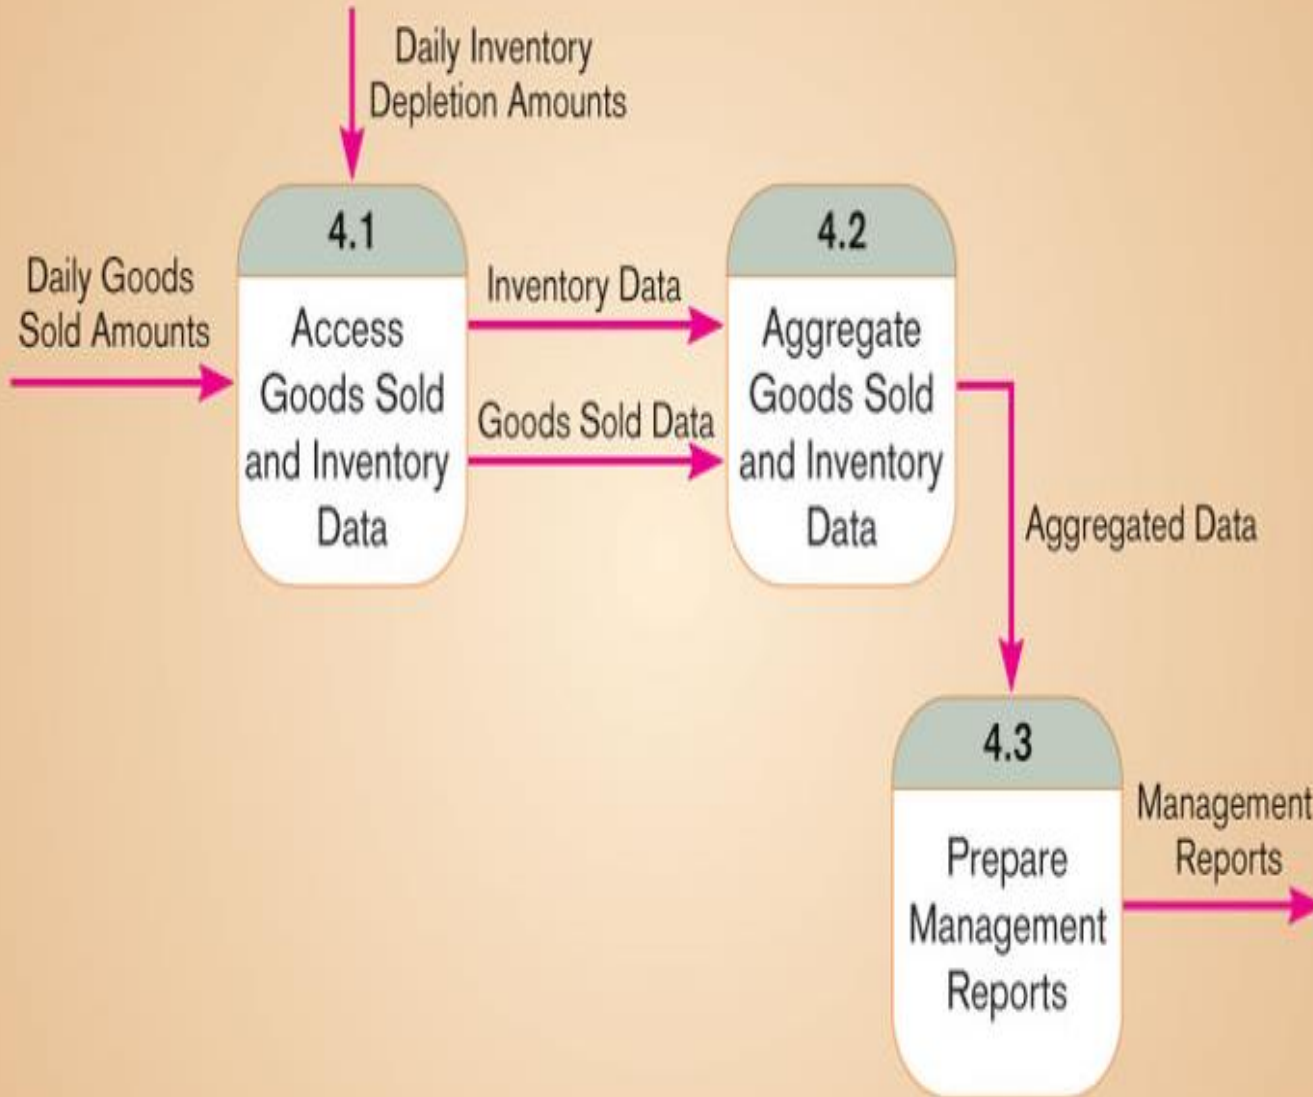 Daily Inventory
Depletion Amounts
Daily Goods
Sold Amounts
4.1
Access
Goods Sold
and Inventory
Data
Inventory Data
Goods Sold Data
4.2
Aggregate
Goods Sold
and Inventory
Data
Aggregated Data
4.3
Prepare
Management
Reports
Management
Reports